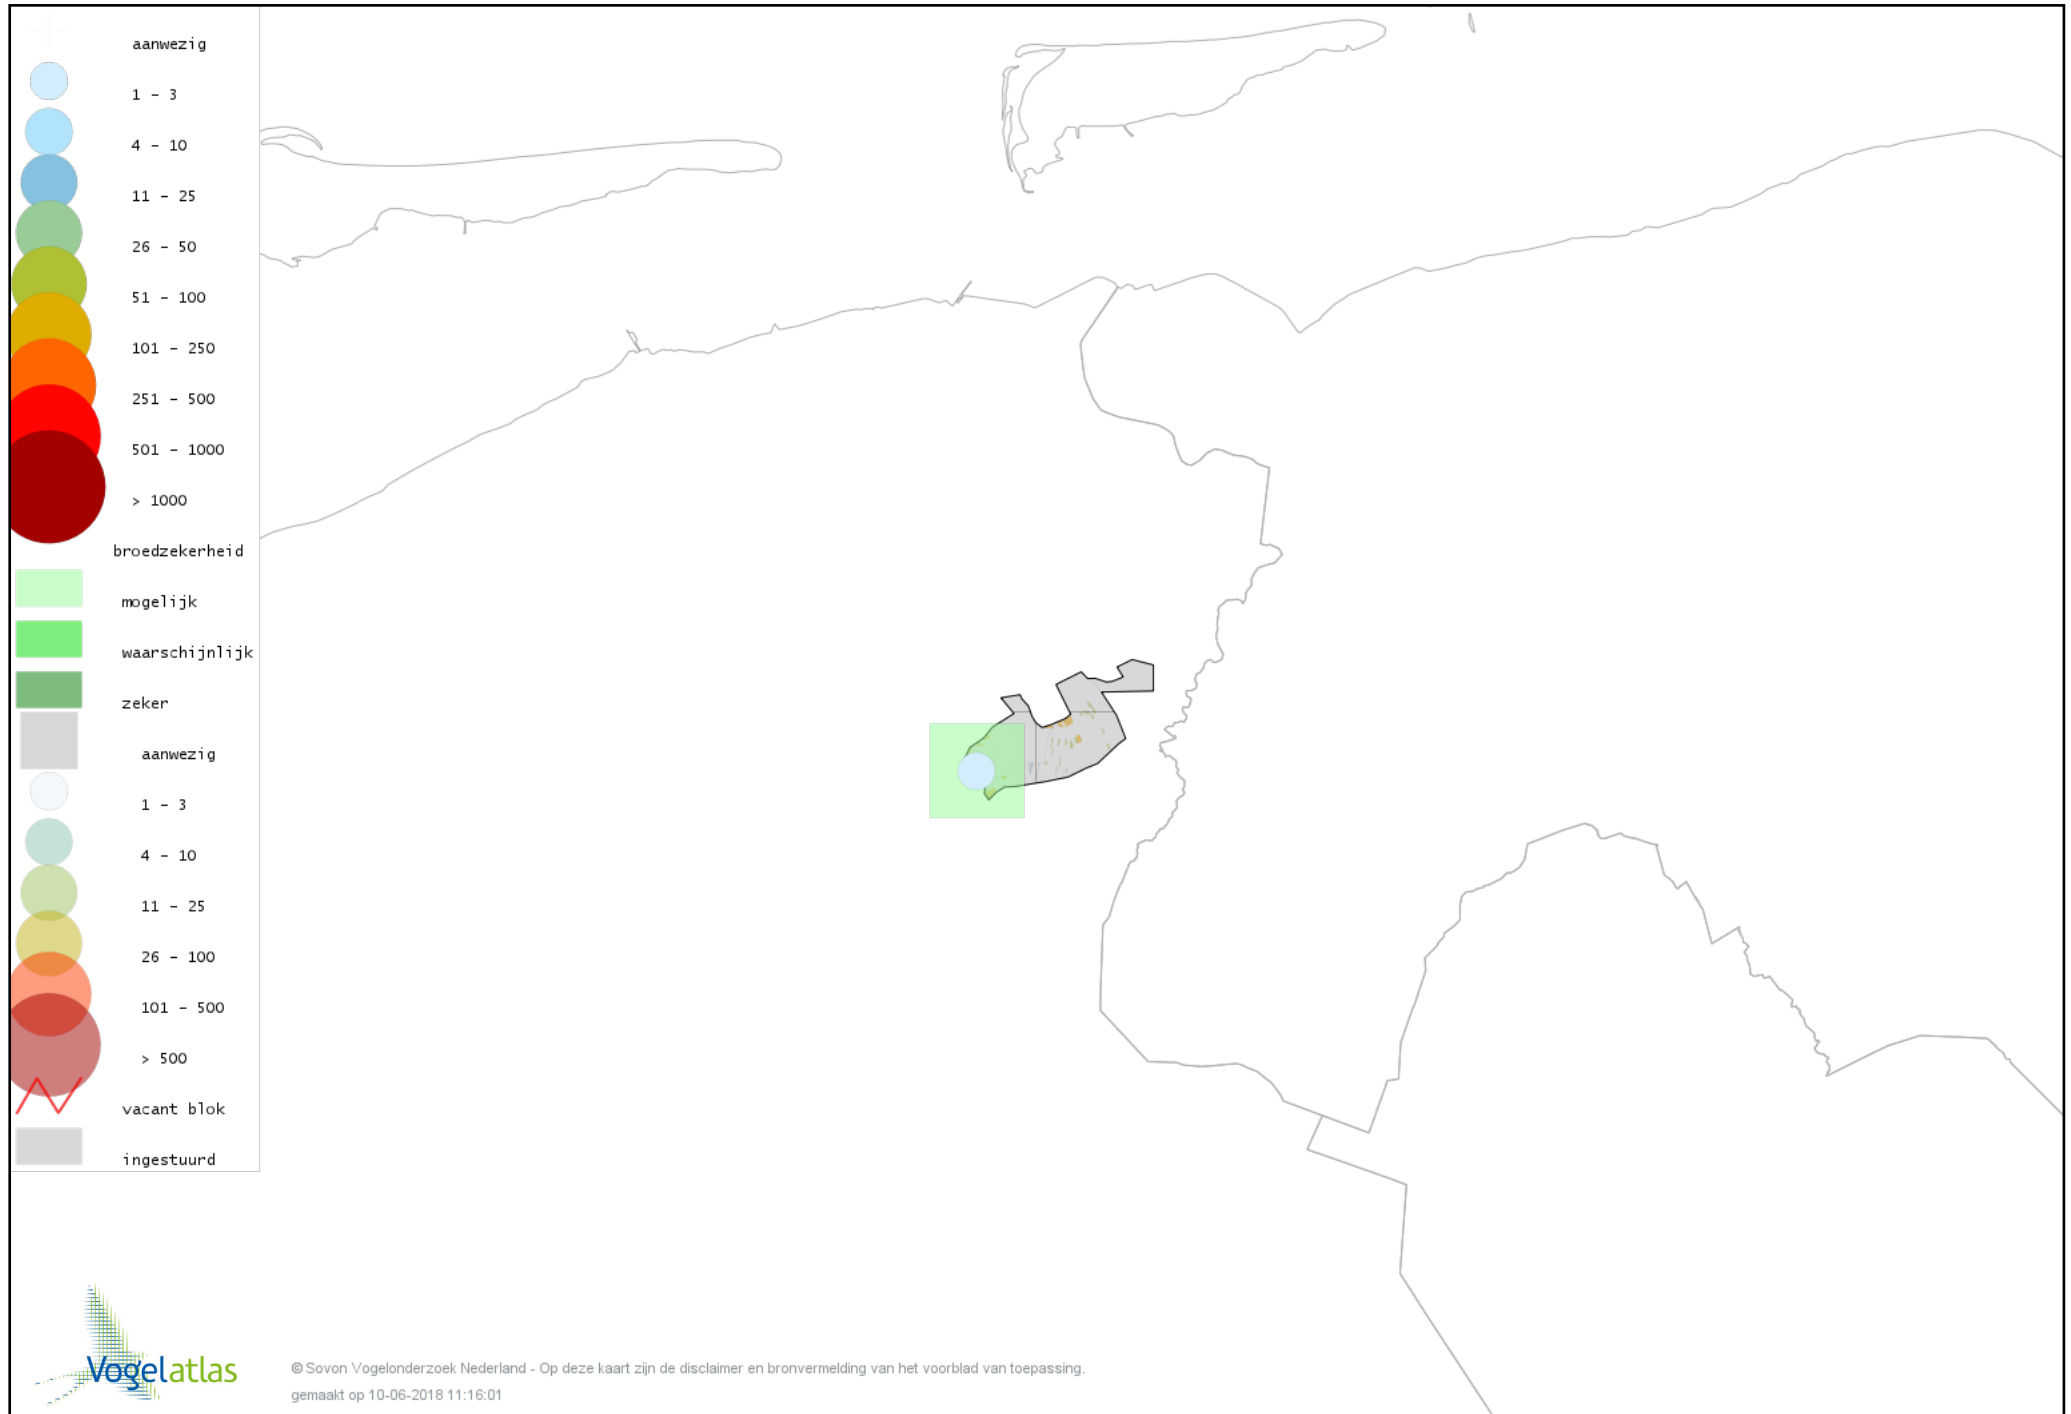 aanwezig
1 - 3
4 - 10
11 - 25
26 - 50
51 - 100
101 - 250
251 - 500
501 - 1000
> 1000
broedzekerheid
mogelijk
waarschijnlijk
zeker
aanwezig
1 - 3
4 - 10
11 - 25
26 - 100
101 - 500
> 500
vacant blok
ingestuurd
Vogelatlas
© Sovon Vogelonderzoek Nederland - Op deze kaart zijn de disclaimer en bronvermelding van het voorblad van toepassing.
gemaakt op 10-06-2018 11:16:01